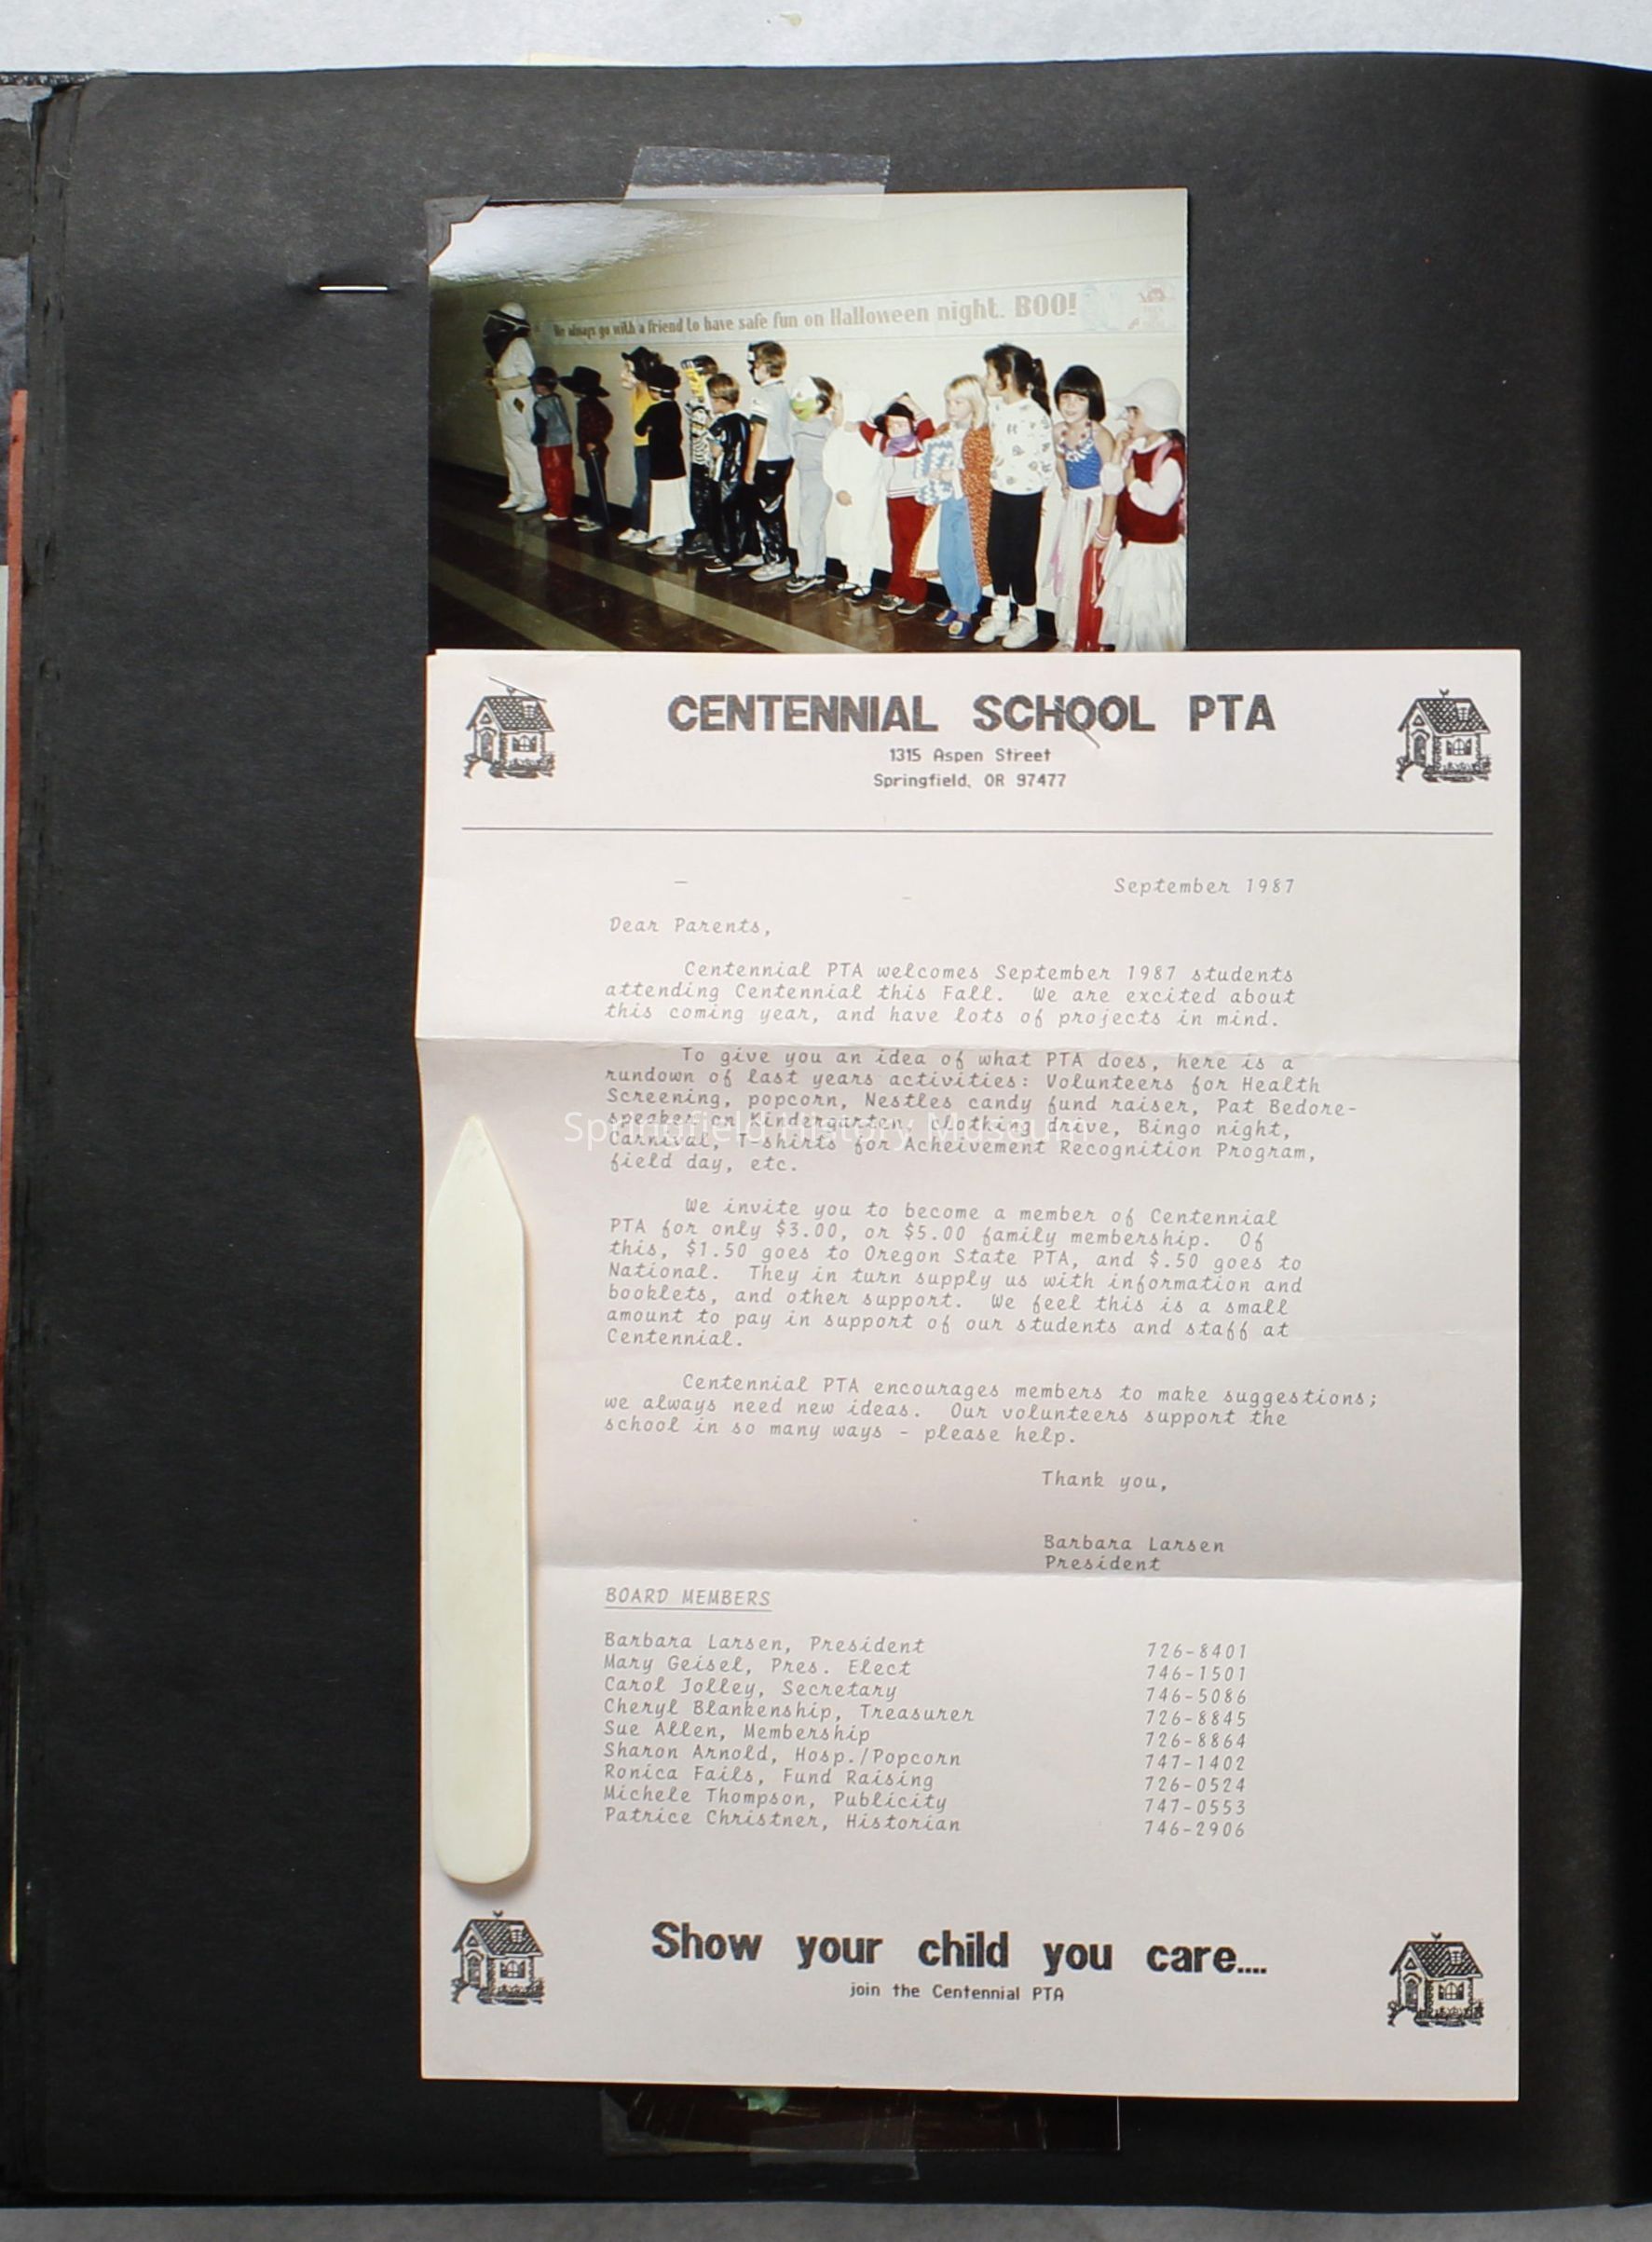 We always go with a friend to have safe fun on Halloween night. BOO!
CENTENNIAL SCHOOL PTA
1315 Aspen Street
Springfield, OR 97477
September 1987
Dear Parents,
Centennial PTA welcomes September 1987 students
attending Centennial this Fall. We are excited about
this coming year, and have lots of projects in mind.
To give you an idea of what PTA does, here is a
rundown of last years activities: Volunteers for Health
Screening, popcorn, Nestles candy fund raiser, Pat Bedore-
speaker on Kindergarten, clothing drive, Bingo night,
Carnival, T-shirts for Acheivement Recognition Program,
field day, etc.
Springfield History Museum
We invite you to become a member of Centennial
PTA for only $3.00, or $5.00 family membership. Of
this, $1.50 goes to Oregon State PTA, and $.50 goes to
National. They in turn supply us with information and
booklets, and other support. We feel this is a small
amount to pay in support of our students and staff at
Centennial.
Centennial PTA encourages members to make suggestions;
we always need new ideas. Our volunteers support the
school in so many ways - please help.
Thank you,
Barbara Larsen
President
BOARD MEMBERS
Barbara Larsen, President 726-8401
Mary Geisel, Pres. Elect 746-1501
Carol Jolley, Secretary 746-5086
Cheryl Blankenship, Treasurer 726-8845
Sue Allen, Membership 726-8864
Sharon Arnold, Hosp./Popcorn 747-1402
Ronica Fails, Fund Raising 726-0524
Michele Thompson, Publicity 747-0553
Patrice Christner, Historian 746-2906
Show your child you care....
join the Centennial PTA